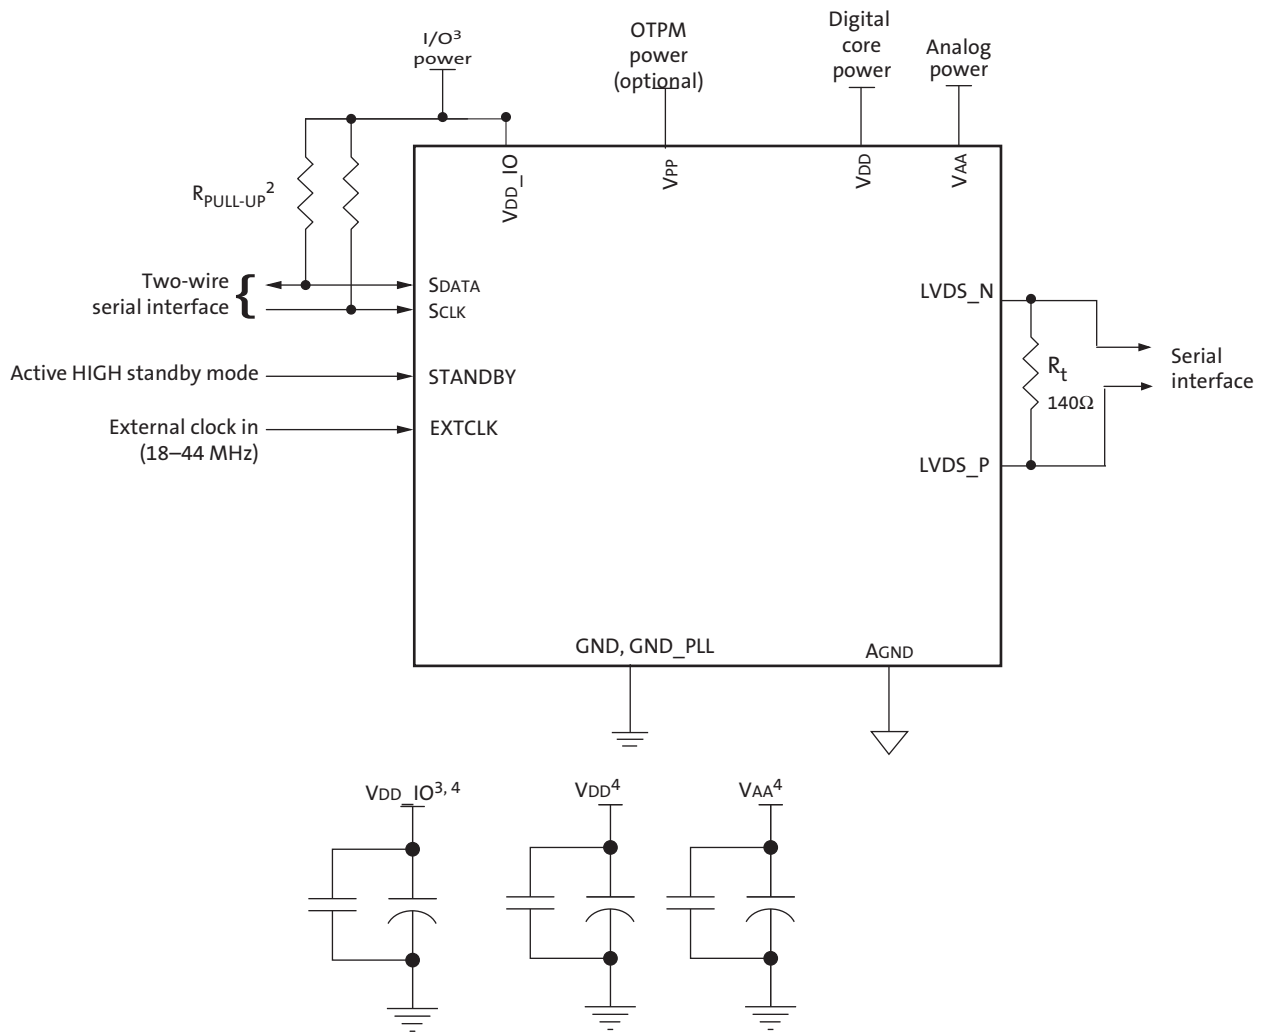 I/O³
power
OTPM
power
(optional)
Digital
core
power
Analog
power
VDD_IO
VPP
VDD
VAA
RPULL-UP²
Two-wire
serial interface {
SDATA
SCLK
Active HIGH standby mode
STANDBY
External clock in
(18–44 MHz)
EXTCLK
LVDS_N
Rt
140Ω
Serial
interface
LVDS_P
GND, GND_PLL
AGND
VDD_IO³, ⁴
VDD⁴
VAA⁴